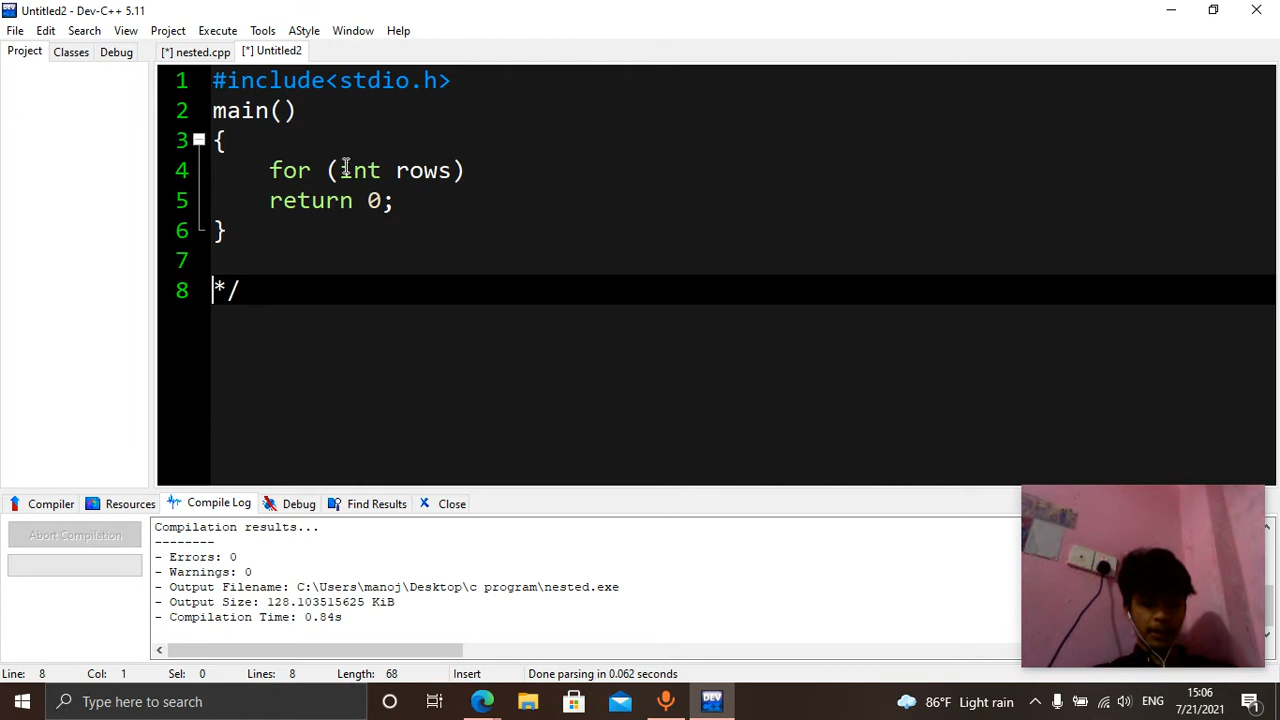 Untitled2 - Dev-C++ 5.11
File Edit Search View Project Execute Tools AStyle Window Help
Project Classes Debug [*] nested.cpp [*] Untitled2
1 #include<stdio.h>
2 main()
3 {
4 for (int rows)
5 return 0;
6 }
7
8 */
Compiler Resources Compile Log Debug Find Results Close
Abort Compilation
Compilation results...
--------
- Errors: 0
- Warnings: 0
- Output Filename: C:\Users\manoj\Desktop\c program\nested.exe
- Output Size: 128.103515625 KiB
- Compilation Time: 0.84s
Line: 8 Col: 1 Sel: 0 Lines: 8 Length: 68 Insert Done parsing in 0.062 seconds
Type here to search 86°F Light rain ENG 15:06
7/21/2021 1